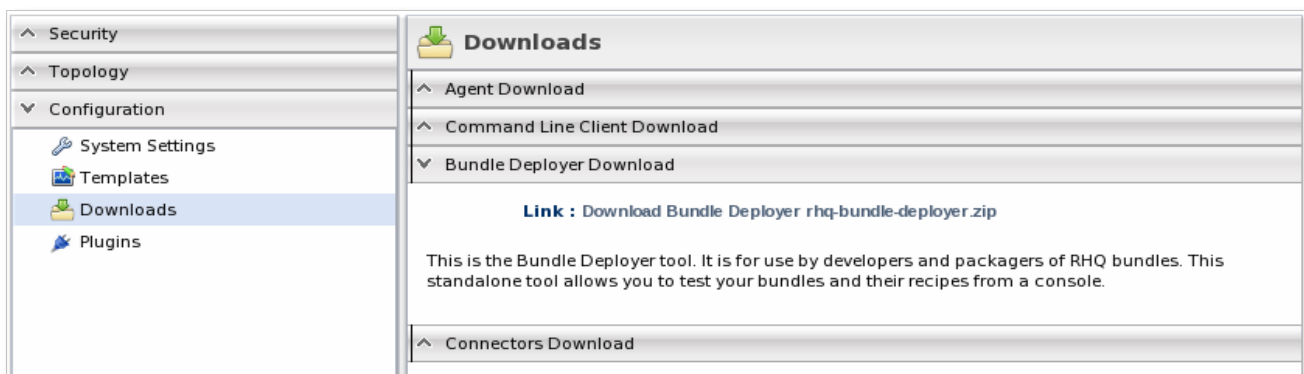 Security
Topology
Configuration
System Settings
Templates
Downloads
Plugins
Downloads
Agent Download
Command Line Client Download
Bundle Deployer Download
Link : Download Bundle Deployer rhq-bundle-deployer.zip
This is the Bundle Deployer tool. It is for use by developers and packagers of RHQ bundles. This
standalone tool allows you to test your bundles and their recipes from a console.
Connectors Download